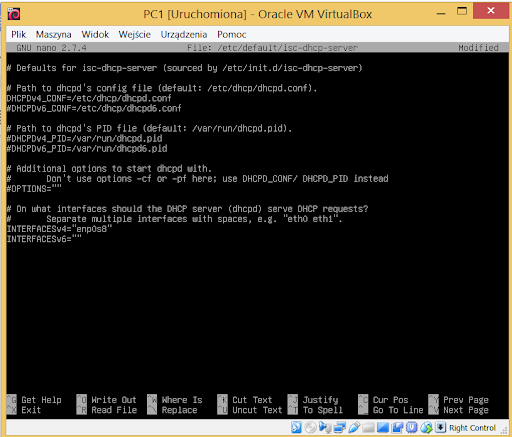 PC1 [Uruchomiona] - Oracle VM VirtualBox
Plik Maszyna Widok Wejście Urządzenia Pomoc
GNU nano 2.7.4 File: /etc/default/isc-dhcp-server Modified
# Defaults for isc-dhcp-server (sourced by /etc/init.d/isc-dhcp-server)
# Path to dhcpd's config file (default: /etc/dhcp/dhcpd.conf).
DHCPDv4_CONF=/etc/dhcp/dhcpd.conf
#DHCPDv6_CONF=/etc/dhcp/dhcpd6.conf
# Path to dhcpd's PID file (default: /var/run/dhcpd.pid).
#DHCPDv4_PID=/var/run/dhcpd.pid
#DHCPDv6_PID=/var/run/dhcpd6.pid
# Additional options to start dhcpd with.
# Don't use options -cf or -pf here; use DHCPD_CONF/ DHCPD_PID instead
#OPTIONS=""
# On what interfaces should the DHCP server (dhcpd) serve DHCP requests?
# Separate multiple interfaces with spaces, e.g. "eth0 eth1".
INTERFACESv4="enp0s8"
INTERFACESv6=""
^G Get Help ^O Write Out ^W Where Is ^K Cut Text ^J Justify ^C Cur Pos ^Y Prev Page
^X Exit ^R Read File ^\ Replace ^U Uncut Text ^T To Spell ^_ Go To Line ^V Next Page
Right Control